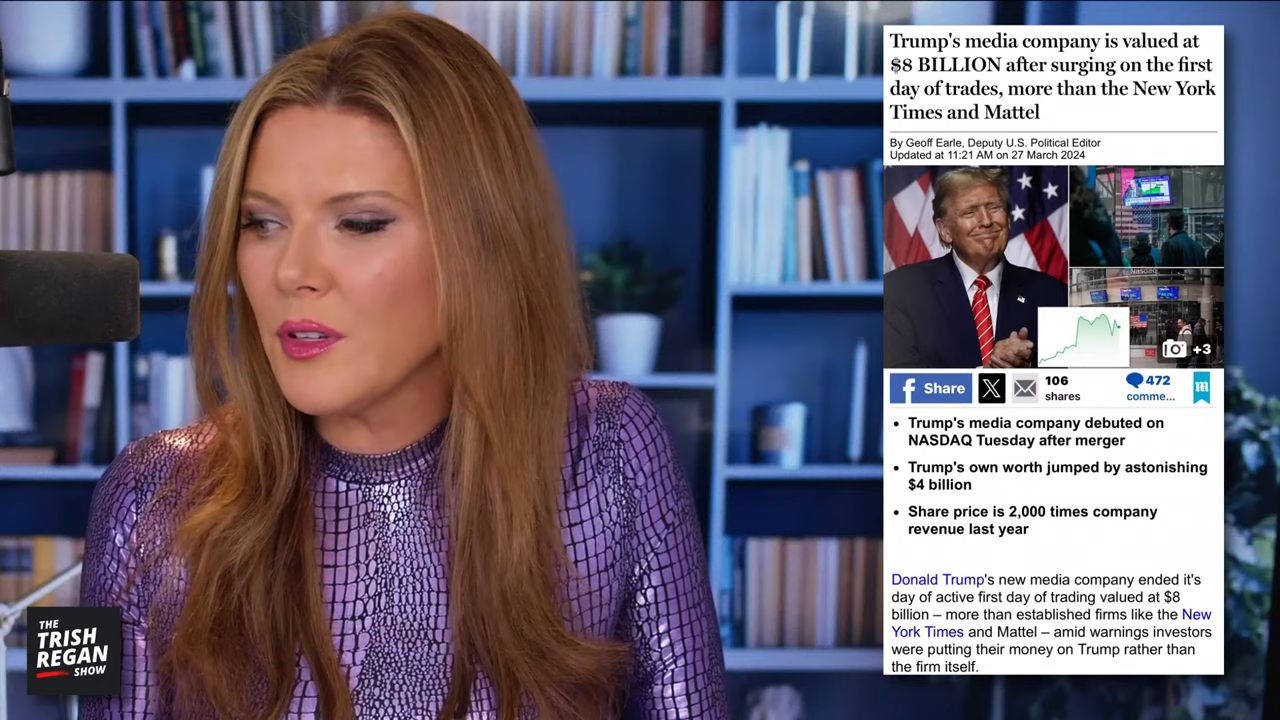 Trump's media company is valued at
$8 BILLION after surging on the first
day of trades, more than the New York
Times and Mattel
By Geoff Earle, Deputy U.S. Political Editor
Updated at 11:21 AM on 27 March 2024
Nasdaq
+3
Share
106
shares
472
comme...
m
• Trump's media company debuted on
NASDAQ Tuesday after merger
• Trump's own worth jumped by astonishing
$4 billion
• Share price is 2,000 times company
revenue last year
Donald Trump's new media company ended it's
day of active first day of trading valued at $8
billion – more than established firms like the New
York Times and Mattel – amid warnings investors
were putting their money on Trump rather than
the firm itself.
THE
TRISH
REGAN
SHOW